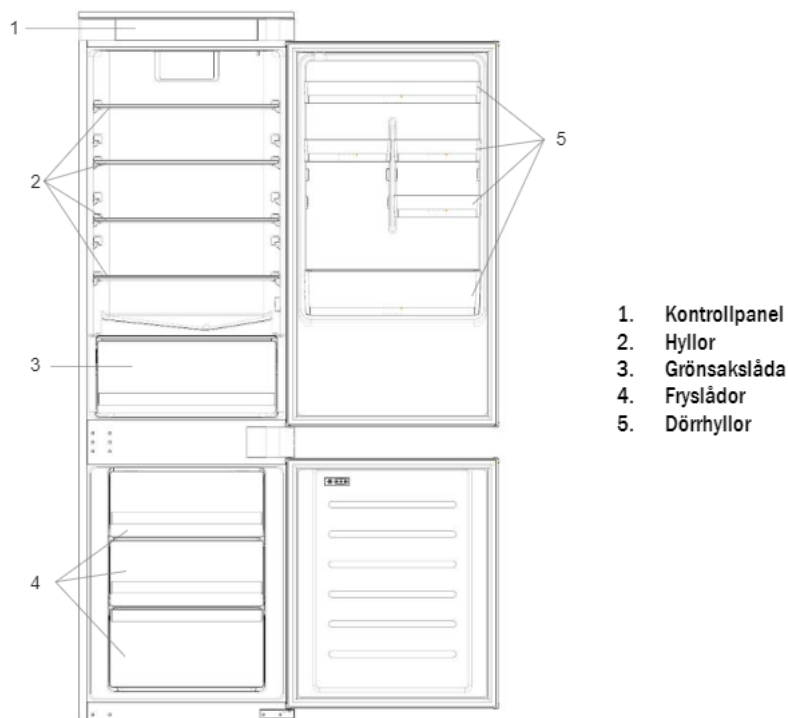 1
2
3
4
5
1. Kontrollpanel
2. Hyllor
3. Grönsakslåda
4. Fryslådor
5. Dörrhyllor